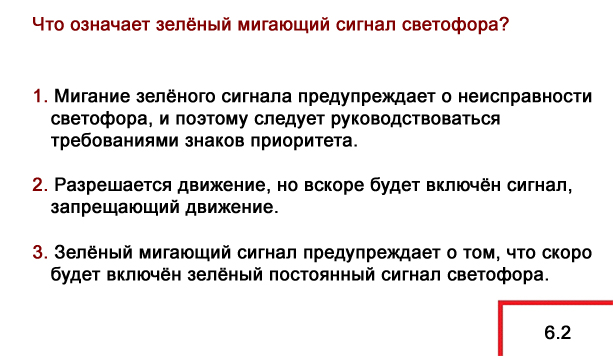 Что означает зелёный мигающий сигнал светофора?
1. Мигание зелёного сигнала предупреждает о неисправности
светофора, и поэтому следует руководствоваться
требованиями знаков приоритета.
2. Разрешается движение, но вскоре будет включён сигнал,
запрещающий движение.
3. Зелёный мигающий сигнал предупреждает о том, что скоро
будет включён зелёный постоянный сигнал светофора.
6.2